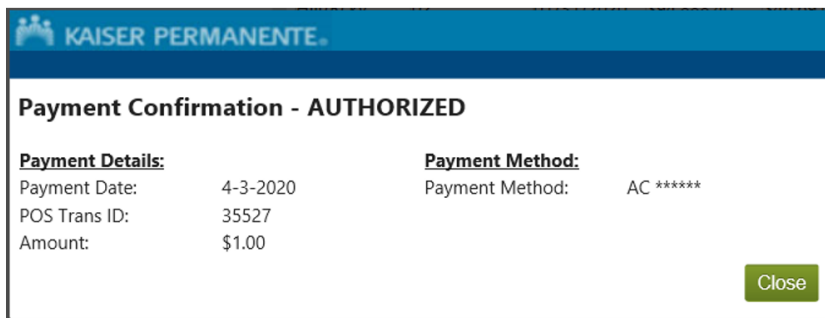 KAISER PERMANENTE®
Payment Confirmation - AUTHORIZED
Payment Details:
Payment Date: 4-3-2020
POS Trans ID: 35527
Amount: $1.00
Payment Method:
Payment Method: AC ******
Close